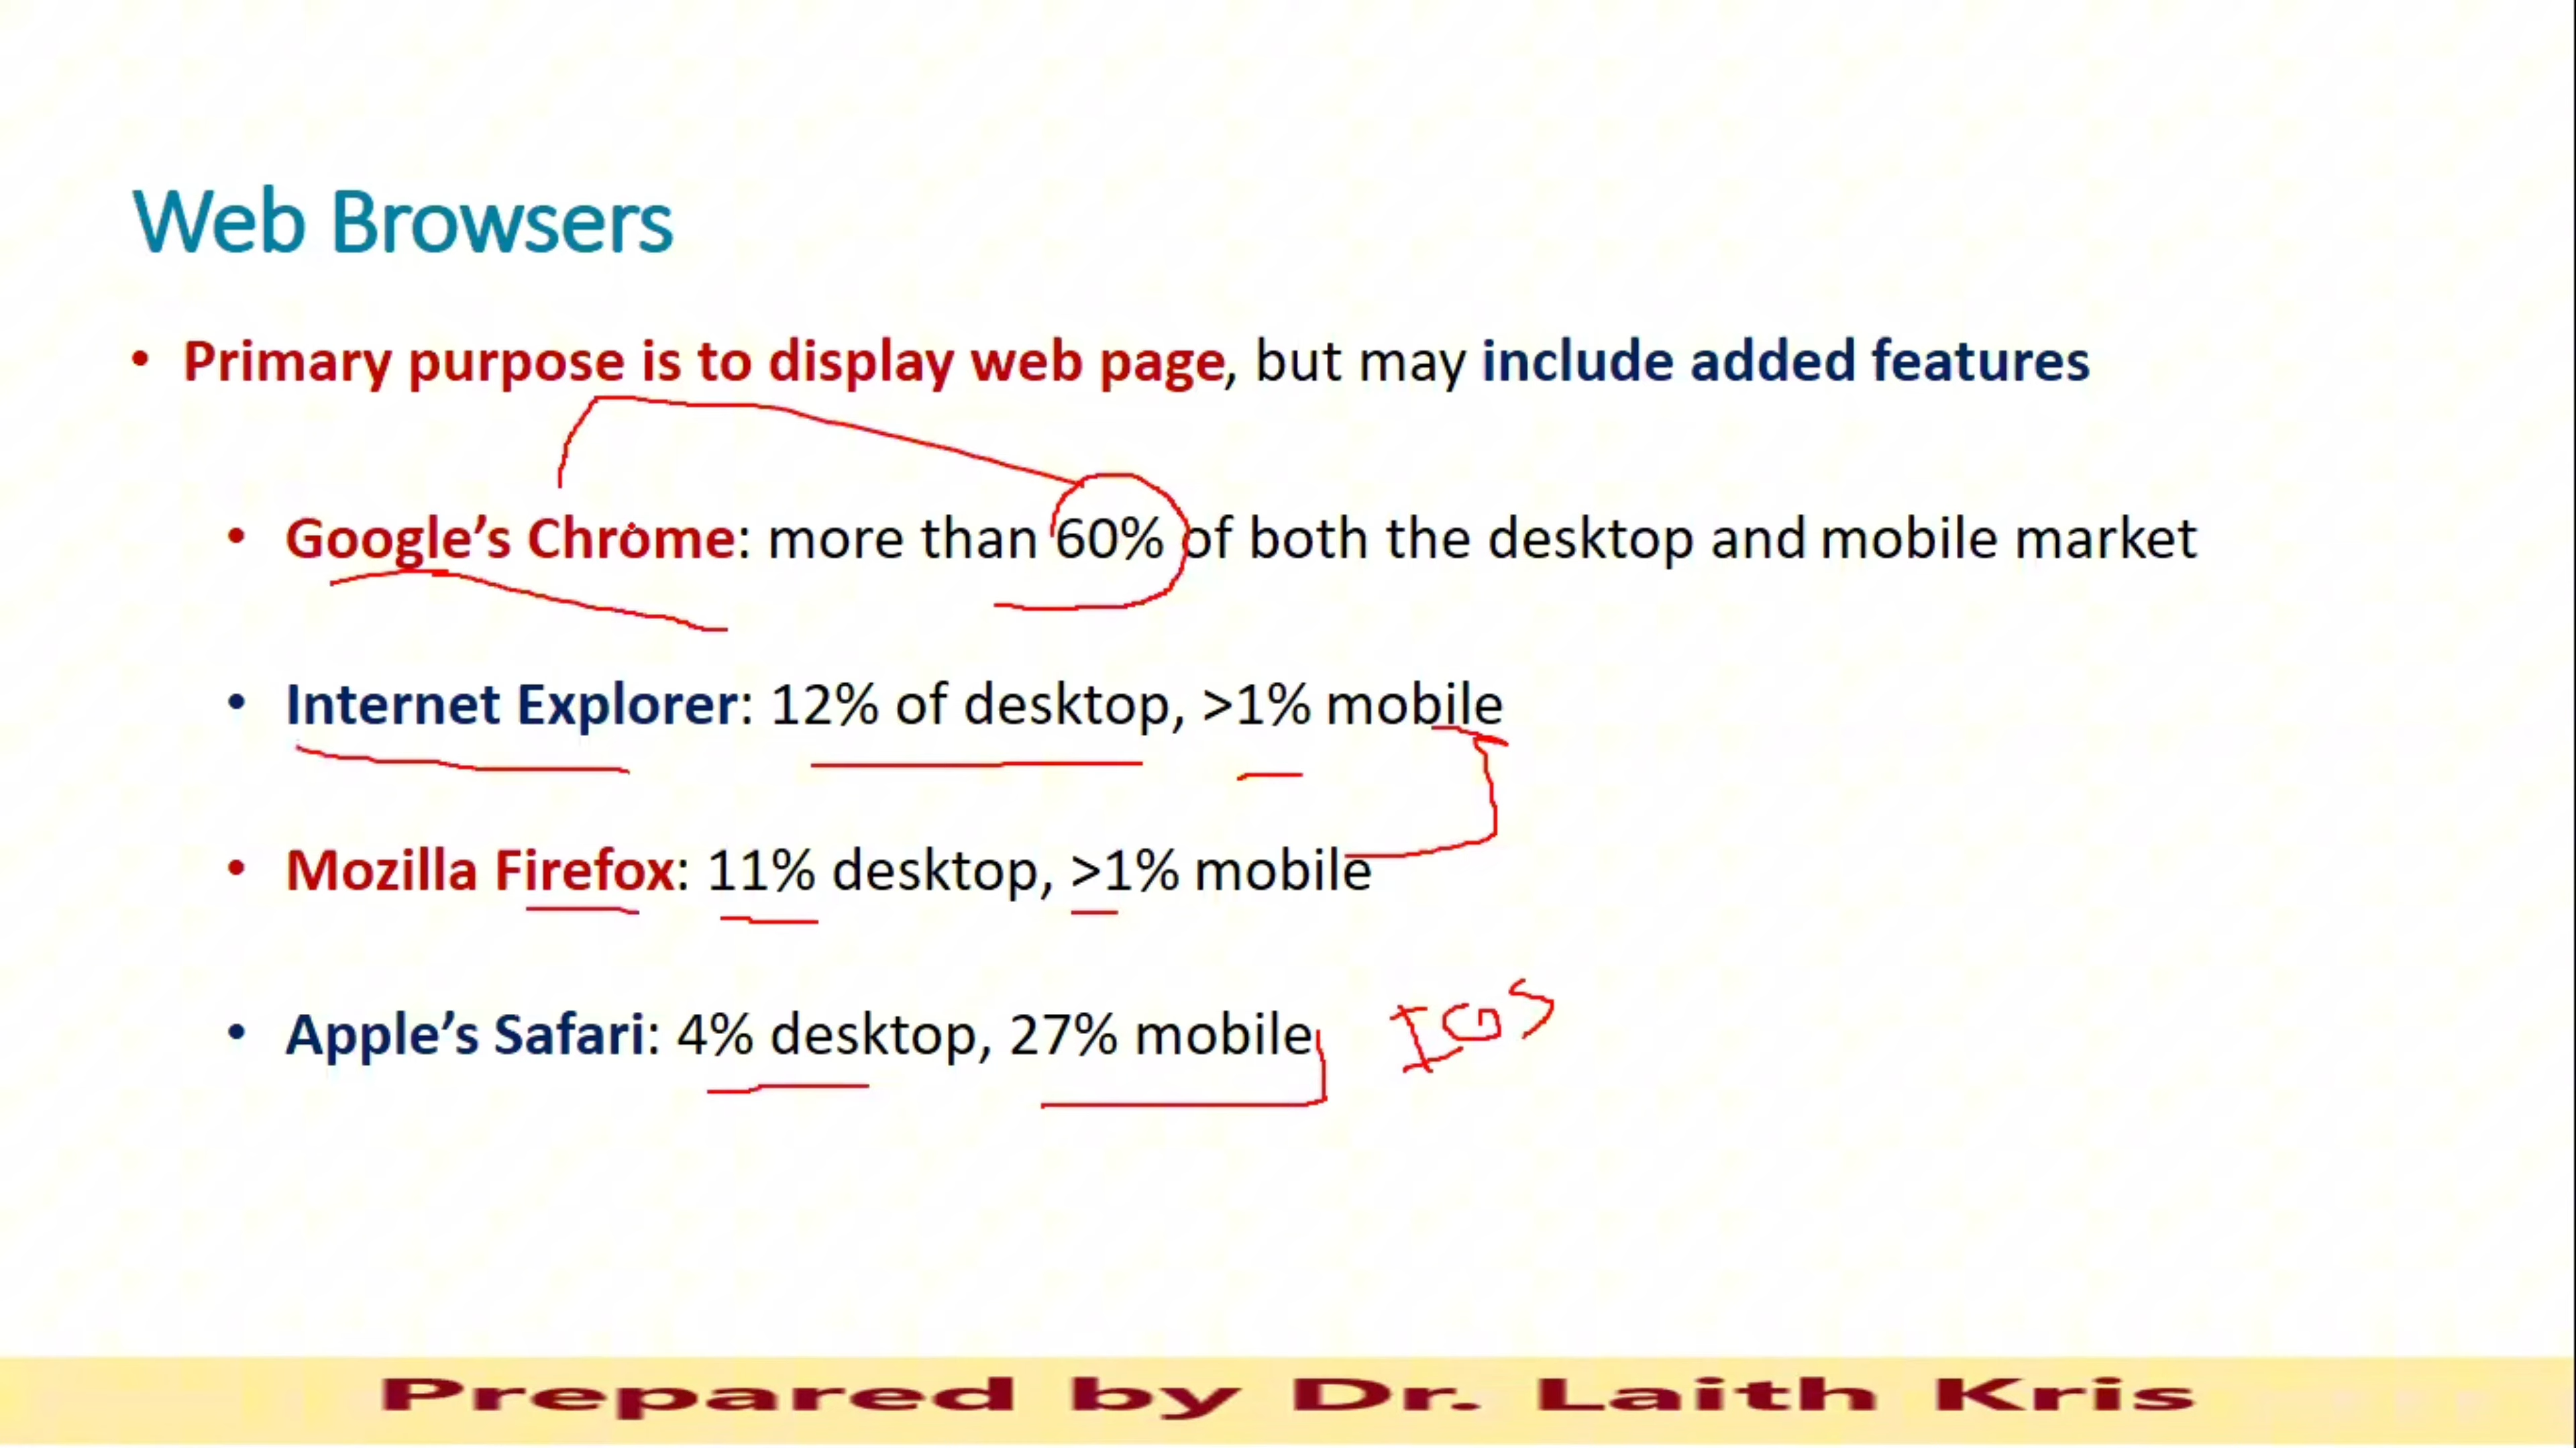 Web Browsers
• Primary purpose is to display web page, but may include added features
• Google’s Chrome: more than 60% of both the desktop and mobile market
• Internet Explorer: 12% of desktop, >1% mobile
• Mozilla Firefox: 11% desktop, >1% mobile
• Apple’s Safari: 4% desktop, 27% mobile IOS
Prepared by Dr. Laith Kris